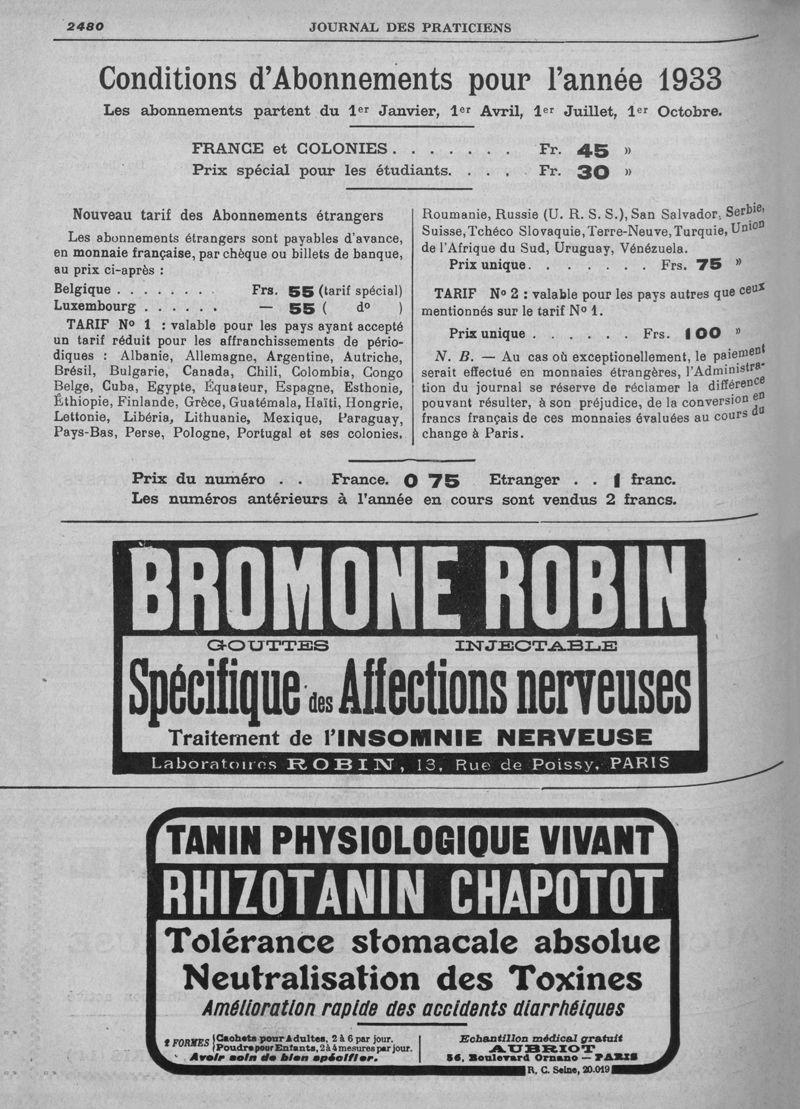 2480
JOURNAL DES PRATICIENS
Conditions d'Abonnements pour l'année 1933
Les abonnements partent du 1er Janvier, 1er Avril, 1er Juillet, 1er Octobre.
FRANCE et COLONIES . . . . . . . Fr. 45 »
Prix spécial pour les étudiants. . . . Fr. 30 »
Nouveau tarif des Abonnements étrangers
Les abonnements étrangers sont payables d'avance,
en monnaie française, par chèque ou billets de banque,
au prix ci-après :
Belgique . . . . . . . . Frs. 55 (tarif spécial)
Luxembourg . . . . . . — 55 ( do )
TARIF No 1 : valable pour les pays ayant accepté
un tarif réduit pour les affranchissements de pério-
diques : Albanie, Allemagne, Argentine, Autriche,
Brésil, Bulgarie, Canada, Chili, Colombia, Congo
Belge, Cuba, Egypte, Équateur, Espagne, Esthonie,
Éthiopie, Finlande, Grèce, Guatémala, Haïti, Hongrie,
Lettonie, Libéria, Lithuanie, Mexique, Paraguay,
Pays-Bas, Perse, Pologne, Portugal et ses colonies,
Roumanie, Russie (U. R. S. S.), San Salvador, Serbie,
Suisse, Tchéco Slovaquie, Terre-Neuve, Turquie, Union
de l'Afrique du Sud, Uruguay, Vénézuela.
Prix unique . . . . . . . . Frs. 75 »
TARIF No 2 : valable pour les pays autres que ceux
mentionnés sur le tarif No 1.
Prix unique . . . . . . . Frs. 100 »
N. B. — Au cas où exceptionellement, le paiement
serait effectué en monnaies étrangères, l'Administra-
tion du journal se réserve de réclamer la différence
pouvant résulter, à son préjudice, de la conversion en
francs français de ces monnaies évaluées au cours du
change à Paris.
Prix du numéro . . France. 0 75 Etranger . . 1 franc.
Les numéros antérieurs à l'année en cours sont vendus 2 francs.
BROMONE ROBIN
GOUTTES INJECTABLE
Spécifique des Affections nerveuses
Traitement de l'INSOMNIE NERVEUSE
Laboratoires ROBIN, 13, Rue de Poissy, PARIS
TANIN PHYSIOLOGIQUE VIVANT
RHIZOTANIN CHAPOTOT
Tolérance stomacale absolue
Neutralisation des Toxines
Amélioration rapide des accidents diarrhéiques
2 FORMES
Cachets pour Adultes, 2 à 6 par jour.
Poudre pour Enfants, 2 à 4 mesures par jour.
Avoir soin de bien spécifier.
Echantillon médical gratuit
AUBRIOT
56, Boulevard Ornano — PARIS
R. C. Seine, 20.019